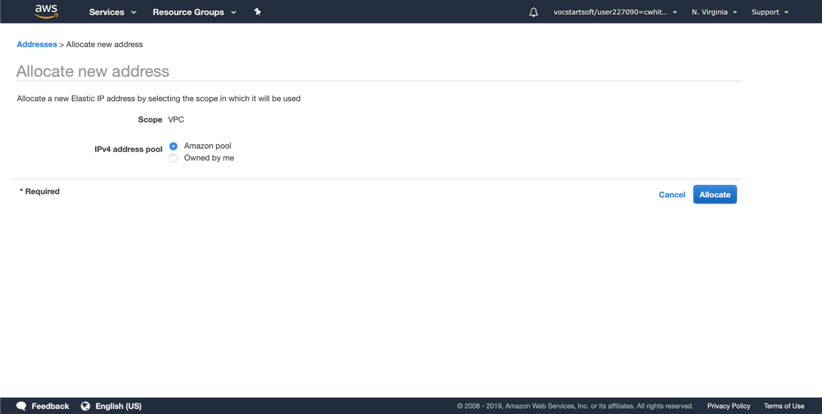 aws Services Resource Groups vocstartsoft/user227090=cwhit... N. Virginia Support
Addresses > Allocate new address
Allocate new address
Allocate a new Elastic IP address by selecting the scope in which it will be used
Scope VPC
IPv4 address pool Amazon pool
Owned by me
* Required
Cancel Allocate
Feedback English (US) © 2008 - 2019, Amazon Web Services, Inc. or its affiliates. All rights reserved. Privacy Policy Terms of Use